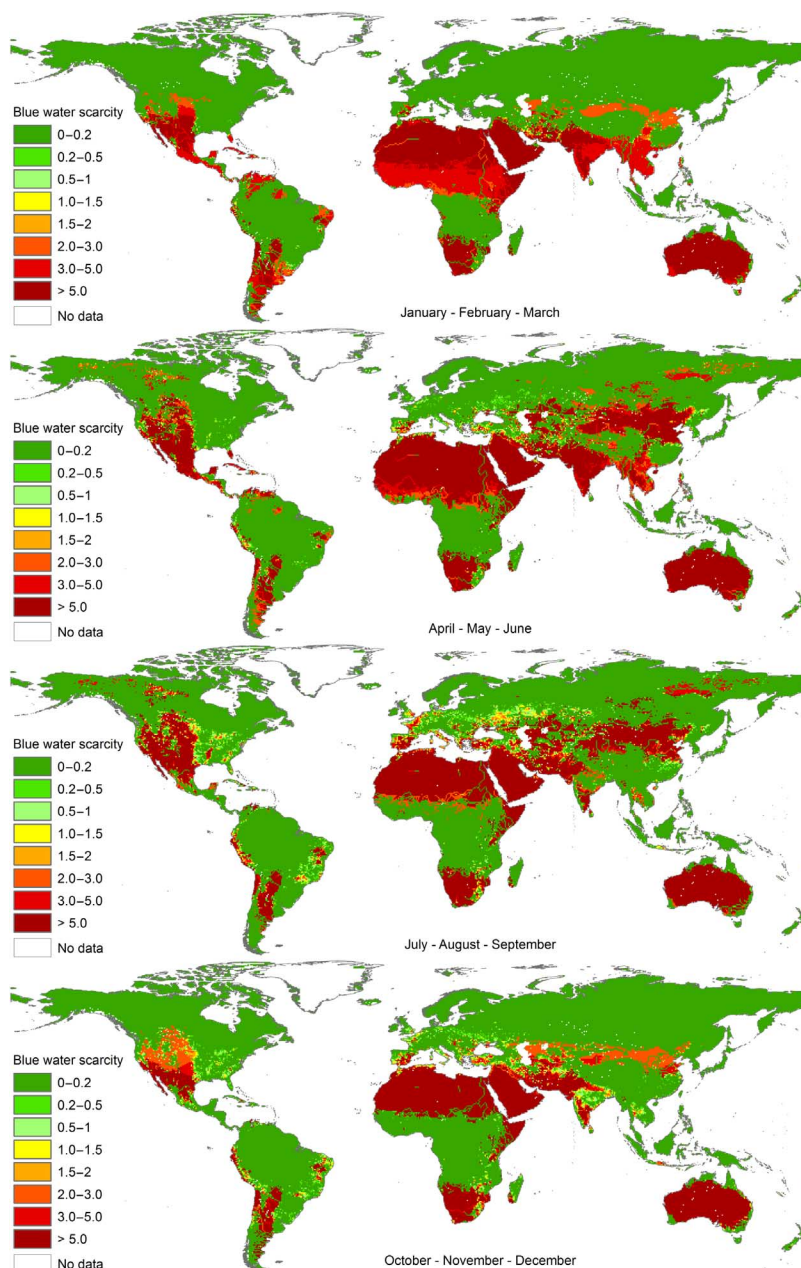 Blue water scarcity
0–0.2
0.2–0.5
0.5–1
1.0–1.5
1.5–2
2.0–3.0
3.0–5.0
> 5.0
No data
January - February - March
Blue water scarcity
0–0.2
0.2–0.5
0.5–1
1.0–1.5
1.5–2
2.0–3.0
3.0–5.0
> 5.0
No data
April - May - June
Blue water scarcity
0–0.2
0.2–0.5
0.5–1
1.0–1.5
1.5–2
2.0–3.0
3.0–5.0
> 5.0
No data
July - August - September
Blue water scarcity
0–0.2
0.2–0.5
0.5–1
1.0–1.5
1.5–2
2.0–3.0
3.0–5.0
> 5.0
No data
October - November - December